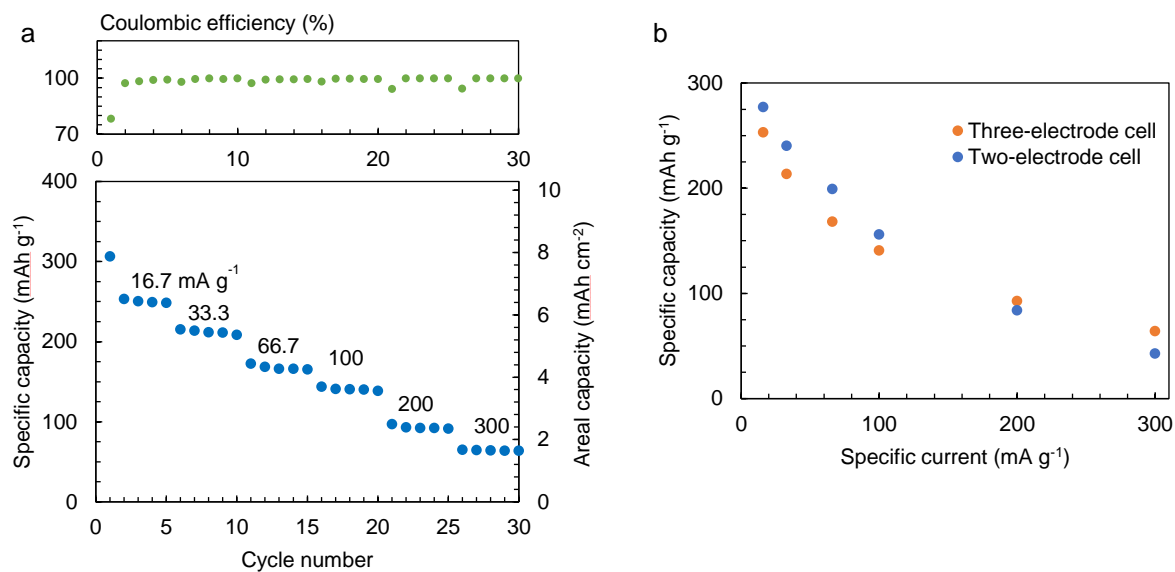 a
Coulombic efficiency (%)
100
70
0 10 20 30
400
300
200
100
0
Specific capacity (mAh g⁻¹)
16.7 mA g⁻¹
33.3
66.7
100
200
300
10
8
6
4
2
0
Areal capacity (mAh cm⁻²)
0 5 10 15 20 25 30
Cycle number
b
300
200
100
0
Specific capacity (mAh g⁻¹)
Three-electrode cell
Two-electrode cell
0 100 200 300
Specific current (mA g⁻¹)